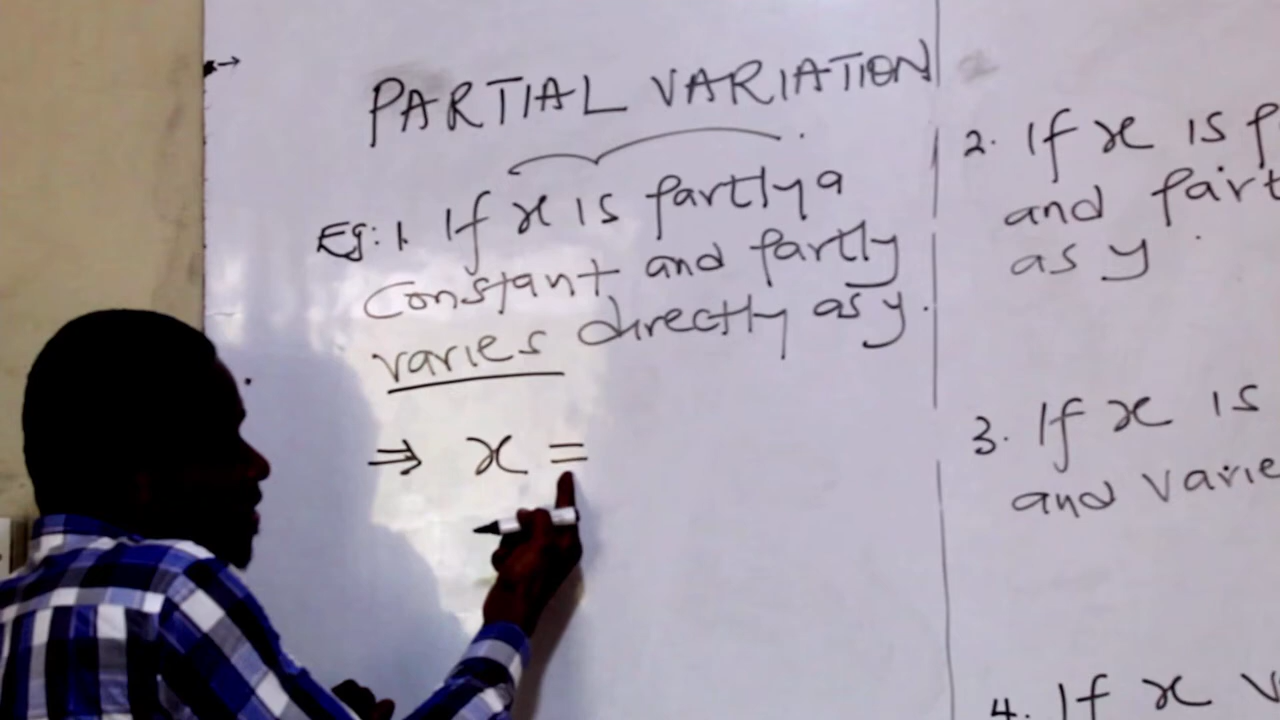 PARTIAL VARIATION
Eg: 1. If x is partly a
Constant and partly
varies directly as y.
⇒ x =
2. If x is
and
as y
3. If x is
and
4. If x